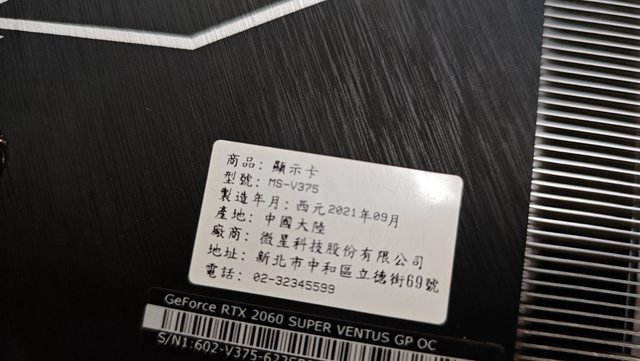 商品: 顯示卡
型號: MS-V375
製造年月: 西元2021年09月
產地: 中國大陸
廠商: 微星科技股份有限公司
地址: 新北市中和區立德街69號
電話: 02-32345599
GeForce RTX 2060 SUPER VENTUS GP OC
S/N1:602-V375-